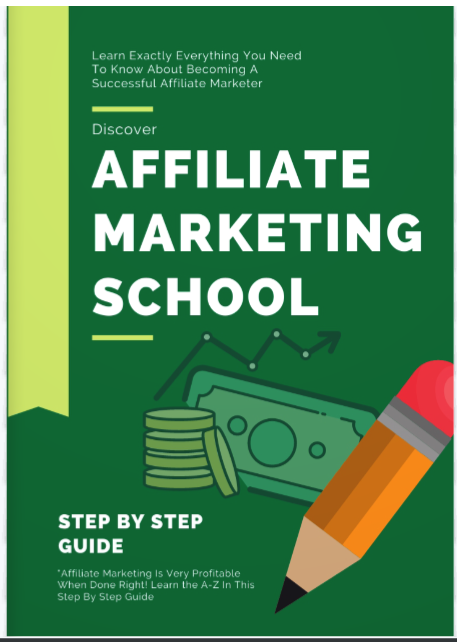 Learn Exactly Everything You Need
To Know About Becoming A
Successful Affiliate Marketer
Discover
AFFILIATE
MARKETING
SCHOOL
STEP BY STEP
GUIDE
"Affiliate Marketing Is Very Profitable
When Done Right! Learn the A-Z In This
Step By Step Guide